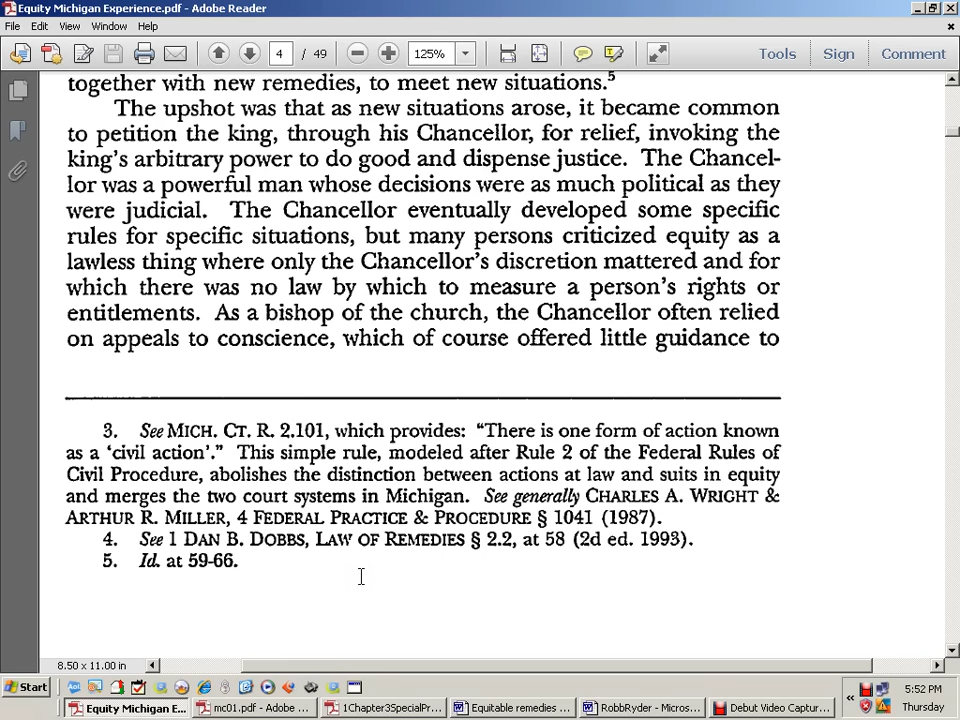 Equity Michigan Experience.pdf - Adobe Reader
File Edit View Window Help
4 / 49 125% Tools Sign Comment
together with new remedies, to meet new situations.5
The upshot was that as new situations arose, it became common
to petition the king, through his Chancellor, for relief, invoking the
king's arbitrary power to do good and dispense justice. The Chancel-
lor was a powerful man whose decisions were as much political as they
were judicial. The Chancellor eventually developed some specific
rules for specific situations, but many persons criticized equity as a
lawless thing where only the Chancellor's discretion mattered and for
which there was no law by which to measure a person's rights or
entitlements. As a bishop of the church, the Chancellor often relied
on appeals to conscience, which of course offered little guidance to
3. See MICH. CT. R. 2.101, which provides: "There is one form of action known
as a 'civil action'." This simple rule, modeled after Rule 2 of the Federal Rules of
Civil Procedure, abolishes the distinction between actions at law and suits in equity
and merges the two court systems in Michigan. See generally CHARLES A. WRIGHT &
ARTHUR R. MILLER, 4 FEDERAL PRACTICE & PROCEDURE § 1041 (1987).
4. See 1 DAN B. DOBBS, LAW OF REMEDIES § 2.2, at 58 (2d ed. 1993).
5. Id. at 59-66.
8.50 x 11.00 in
Start 5:52 PM
Equity Michigan E... mc01.pdf - Adobe ... 1Chapter3SpecialPr... Equitable remedies ... RobbRyder - Micros... Debut Video Captur... Thursday